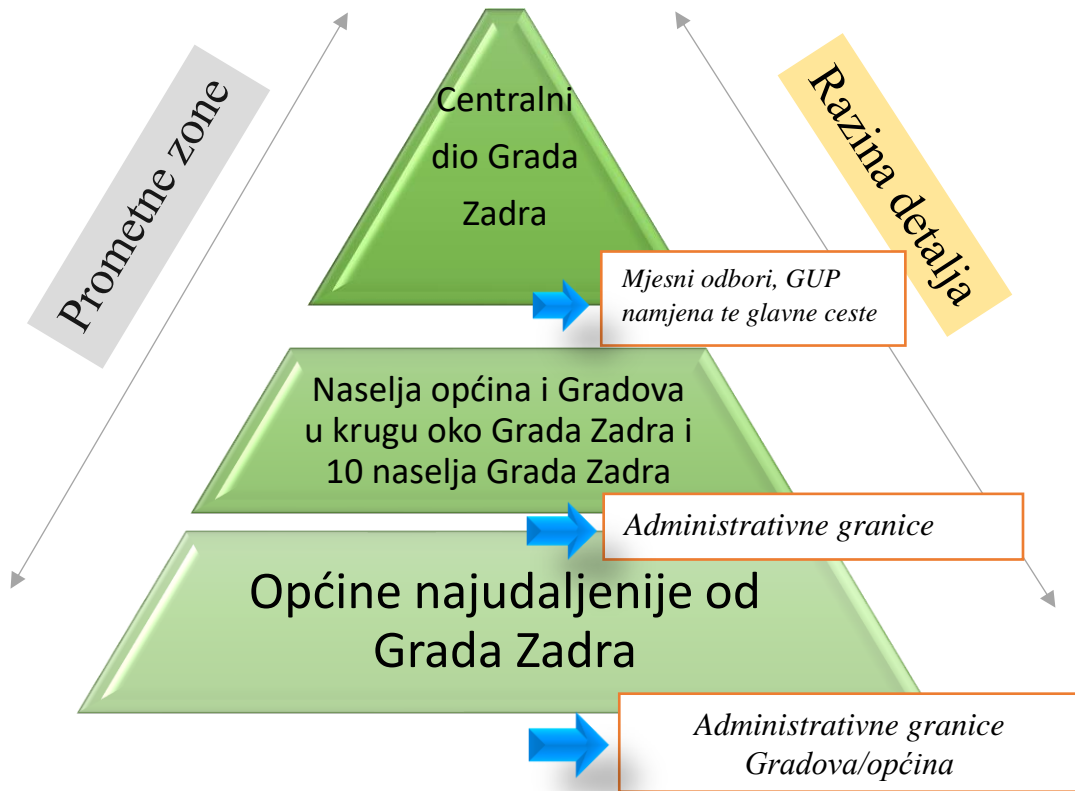 Prometne zone
Razina detalja
Centralni
dio Grada
Zadra
Mjesni odbori, GUP
namjena te glavne ceste
Naselja općina i Gradova
u krugu oko Grada Zadra i
10 naselja Grada Zadra
Administrativne granice
Općine najudaljenije od
Grada Zadra
Administrativne granice
Gradova/općina